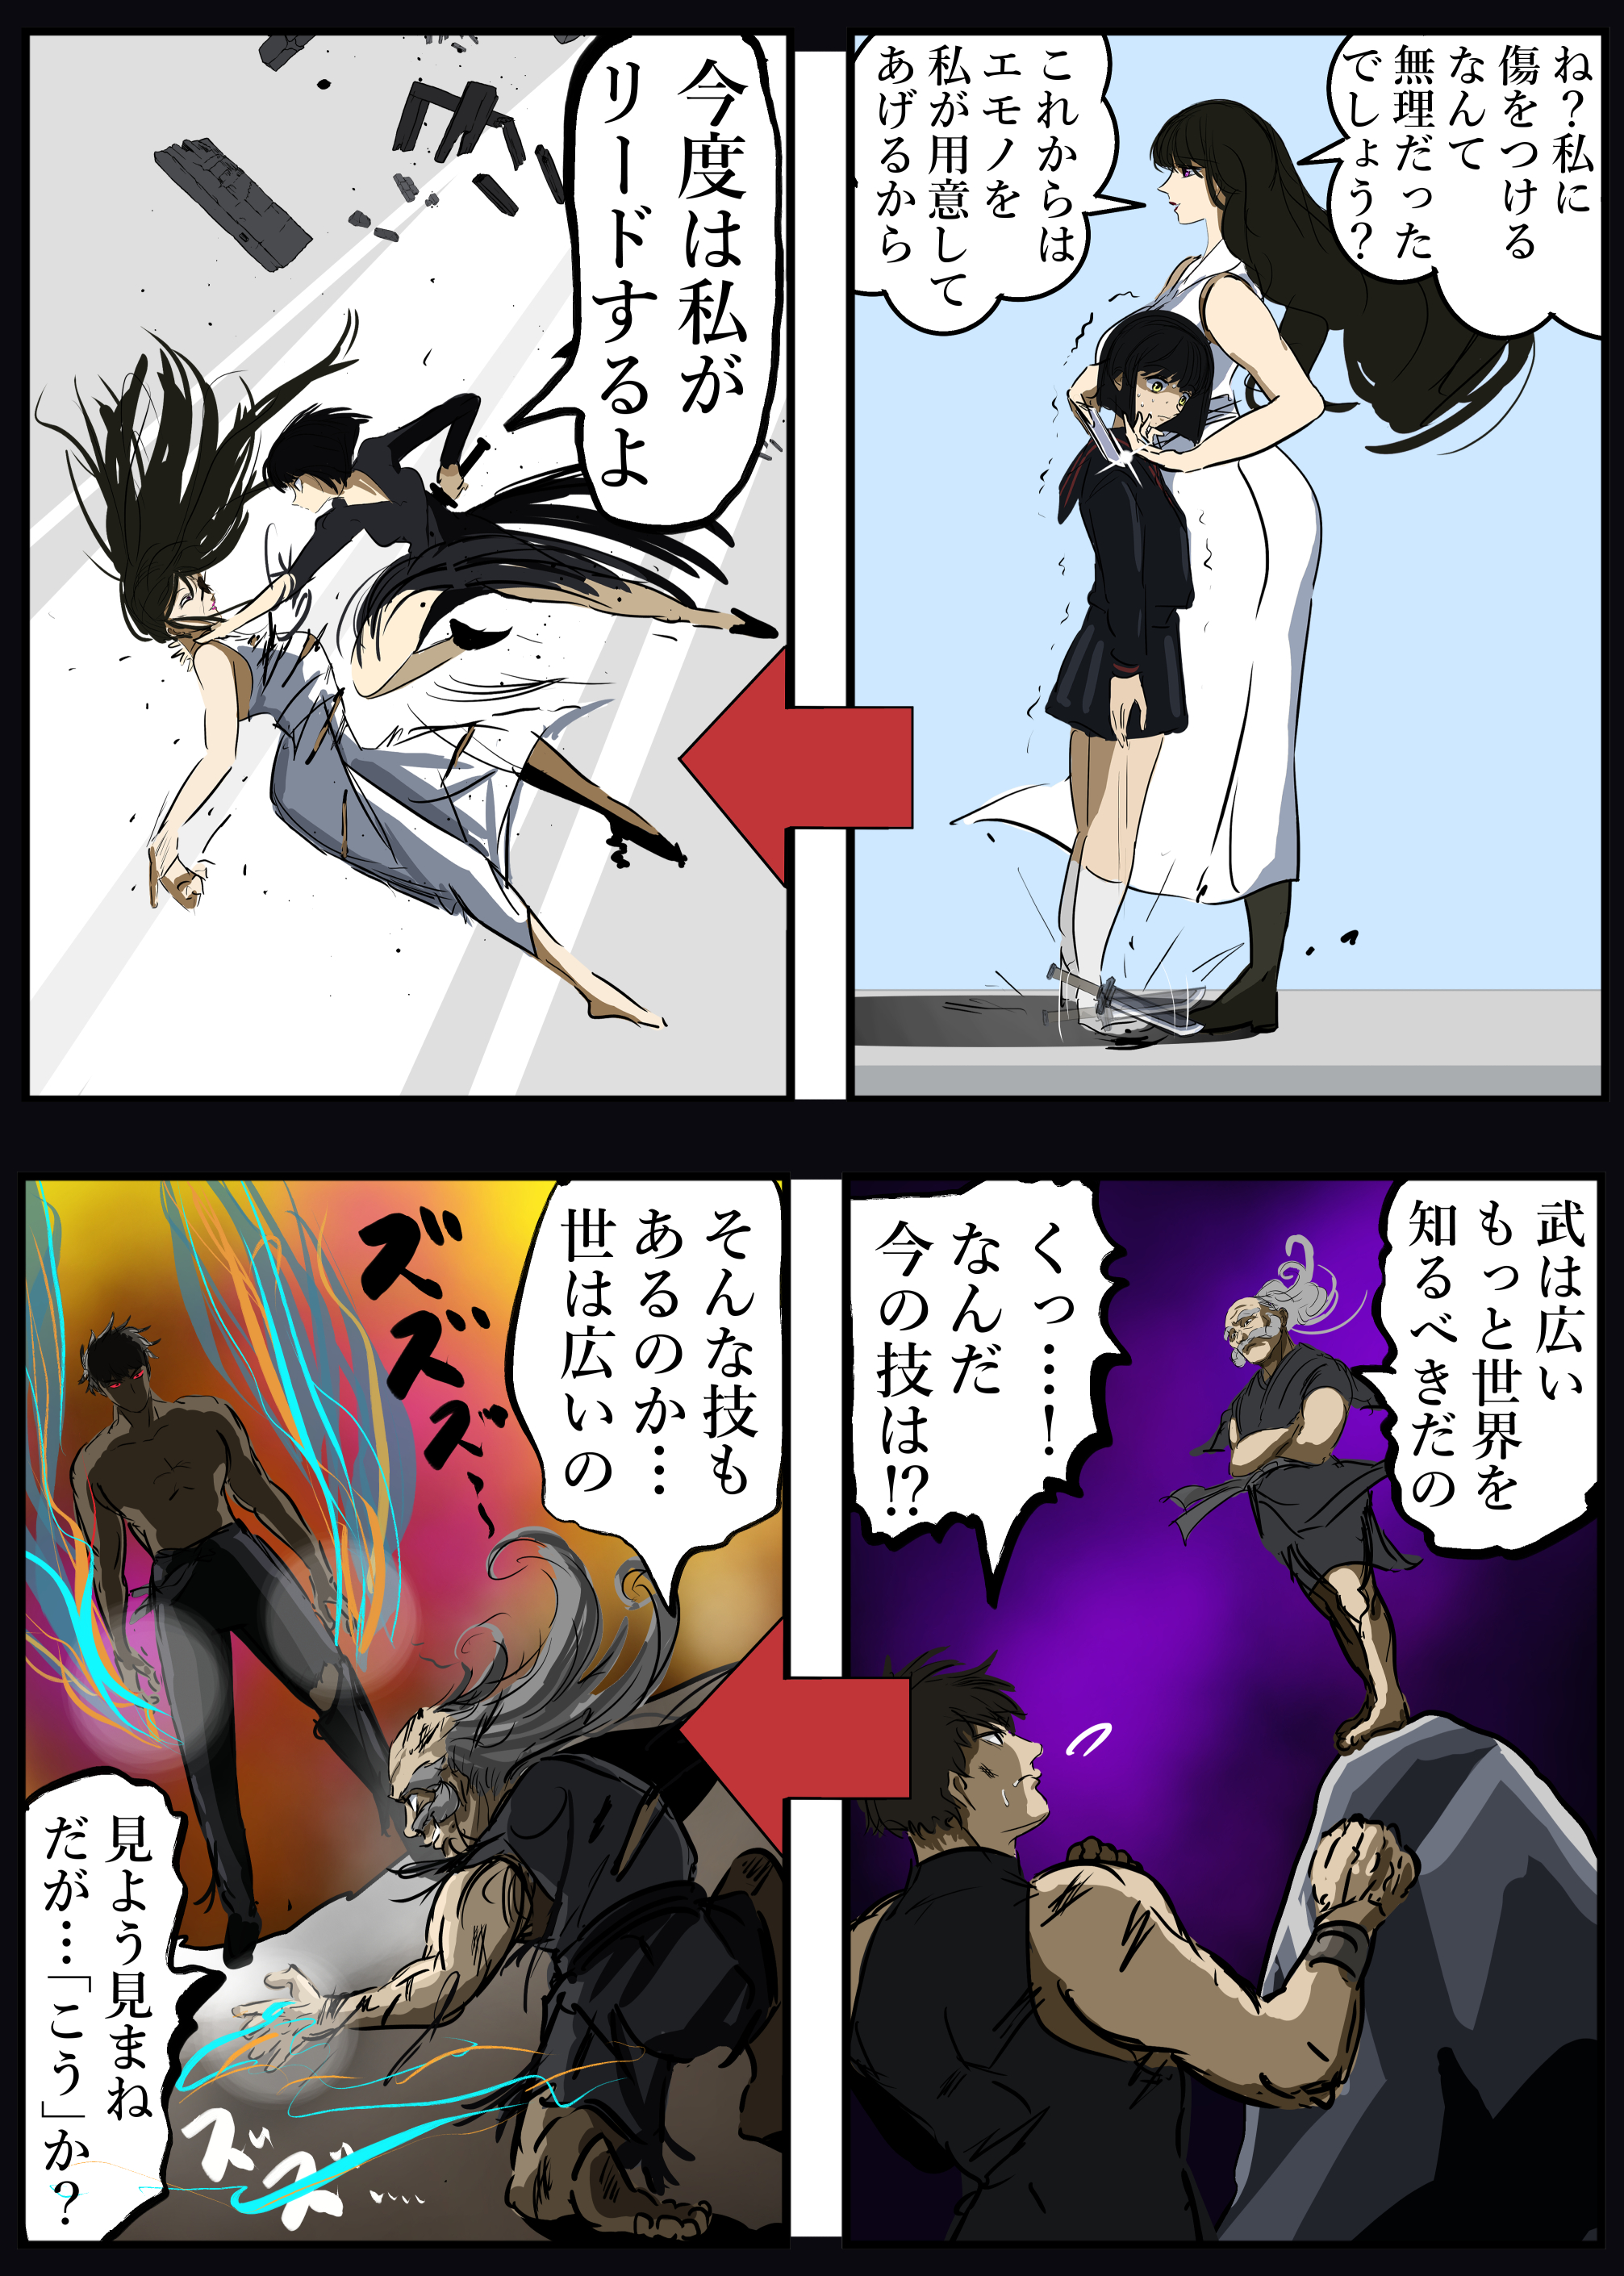 ね？私に
傷をつける
なんて
無理だった
でしょう？
これからは
エモノを
私が用意して
あげるから
今度は私が
リードするよ
武は広い
もっと世界を
知るべきだの
くっ…！
なんだ
今の技は⁉
そんな技も
あるのか…
世は広いの
ズズズ…
見よう見まね
だが…「こう」か？
ズズ……